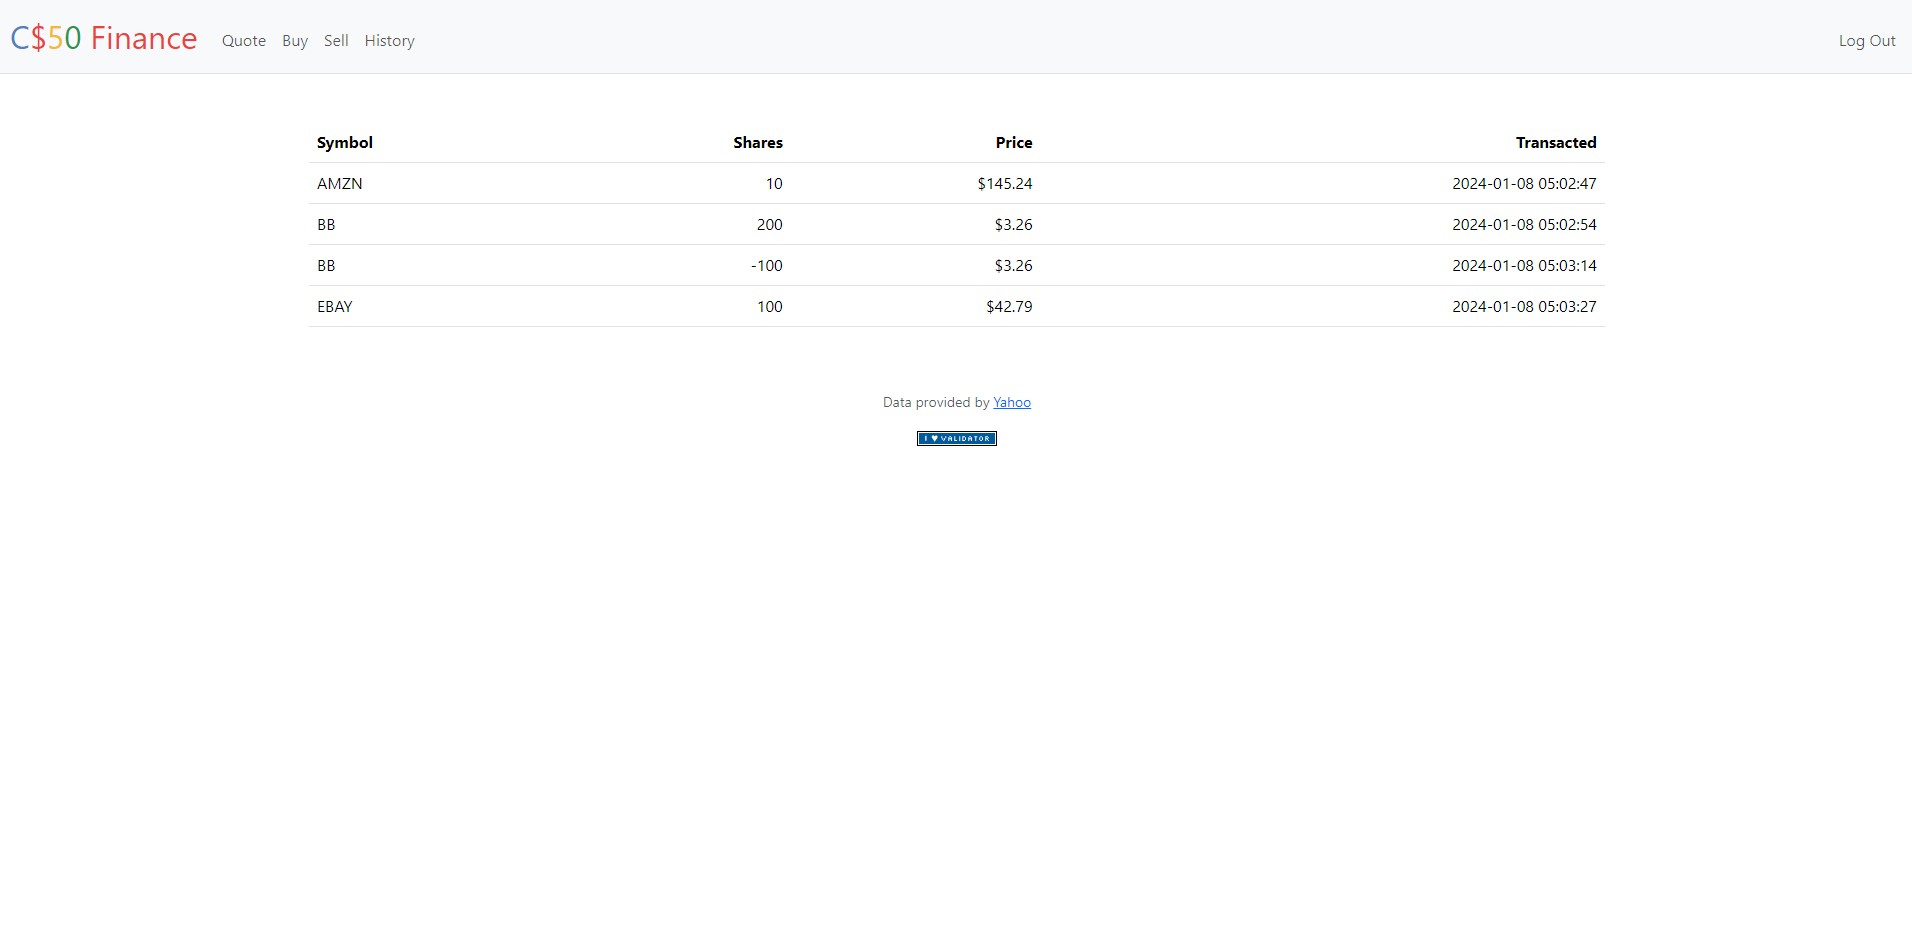 C$50 Finance Quote Buy Sell History Log Out
Symbol Shares Price Transacted
AMZN 10 $145.24 2024-01-08 05:02:47
BB 200 $3.26 2024-01-08 05:02:54
BB -100 $3.26 2024-01-08 05:03:14
EBAY 100 $42.79 2024-01-08 05:03:27
Data provided by Yahoo
I ♥ VALIDATOR